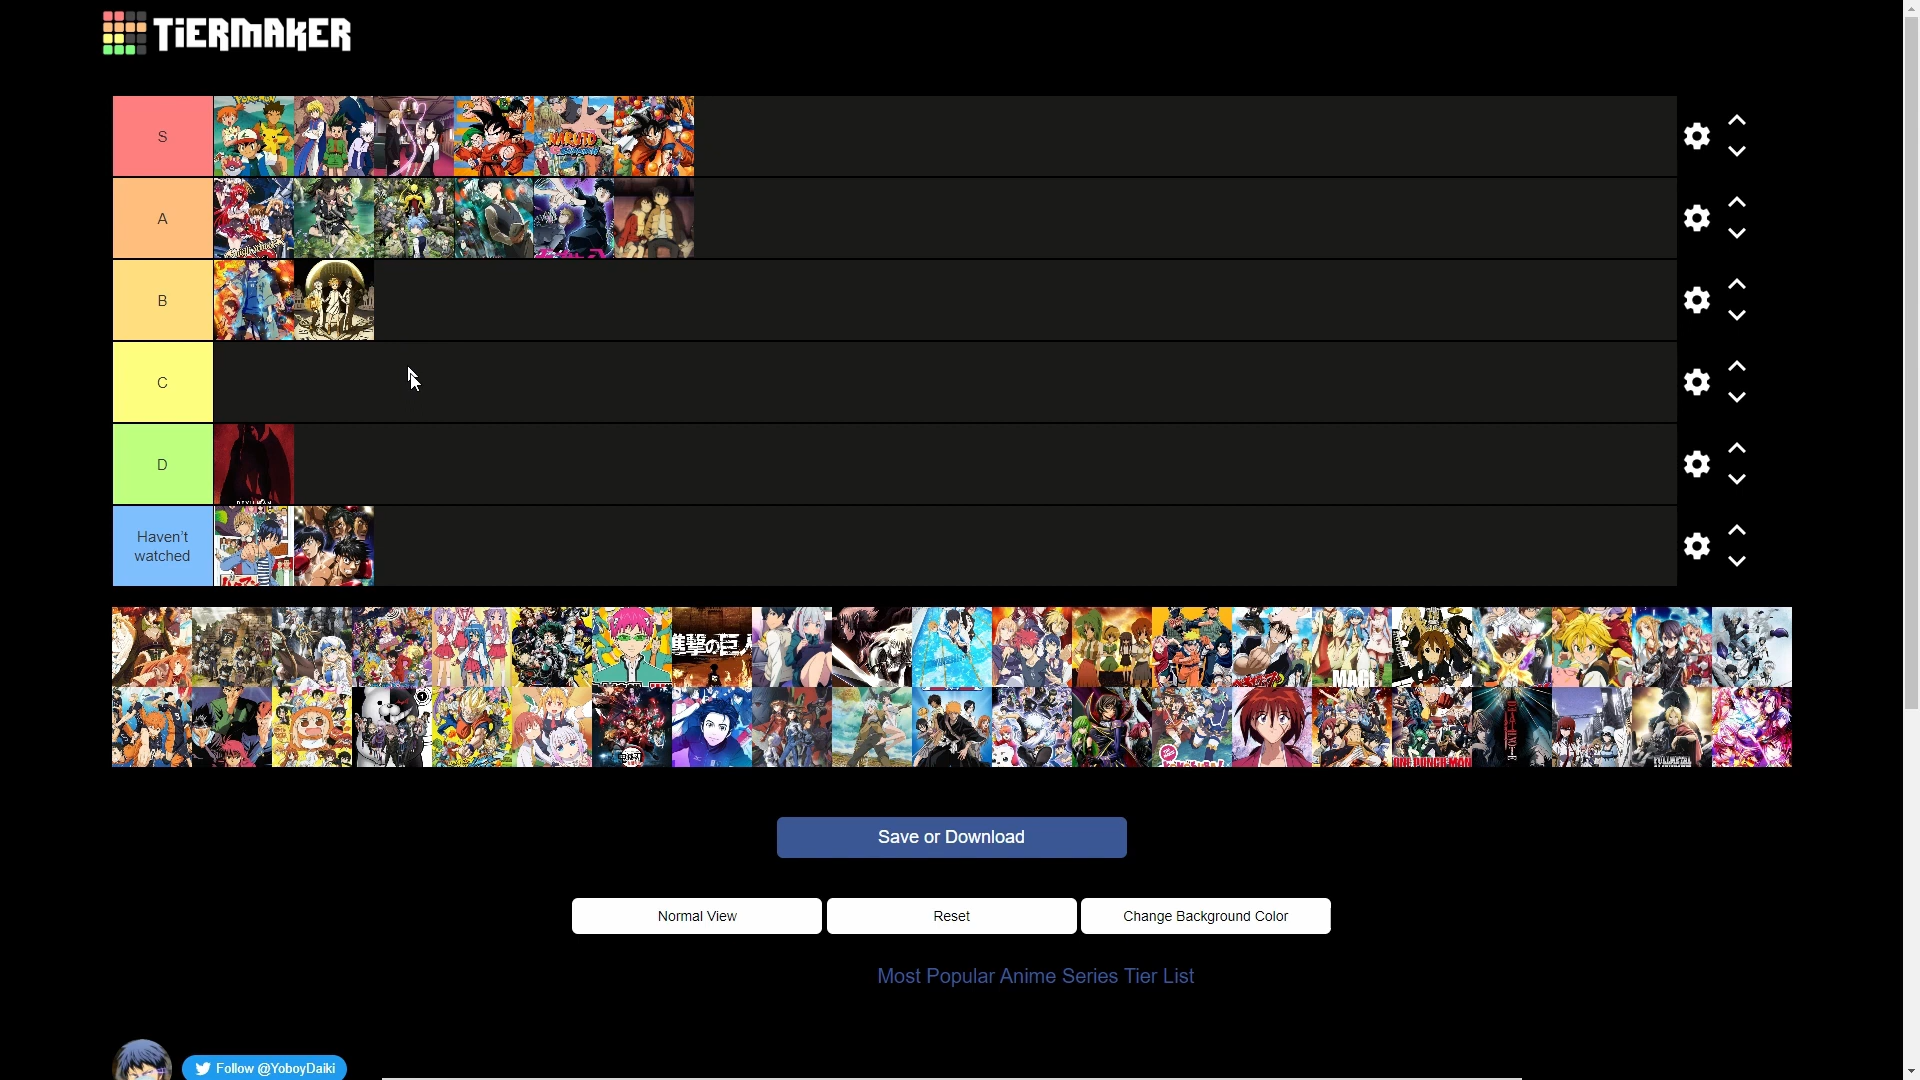 TiERMAKER
S
POKéMON
NARUTO
A
B
C
D
Haven't
watched
進撃の巨人
MAGI
ONE PUNCH MAN
FULLMETAL
Save or Download
Normal View
Reset
Change Background Color
Most Popular Anime Series Tier List
Follow @YoboyDaiki